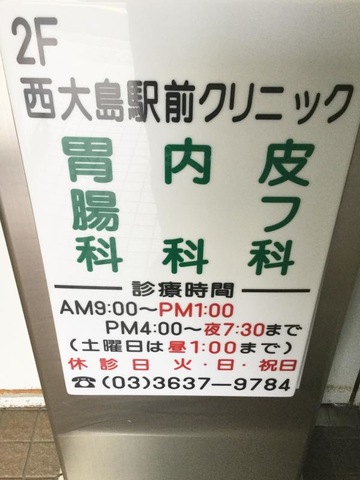 2F
西大島駅前クリニック
胃腸科
内科
皮フ科
診療時間
AM9:00〜PM1:00
PM4:00〜夜7:30まで
(土曜日は昼1:00まで)
休診日 火・日・祝日
☎(03)3637-9784